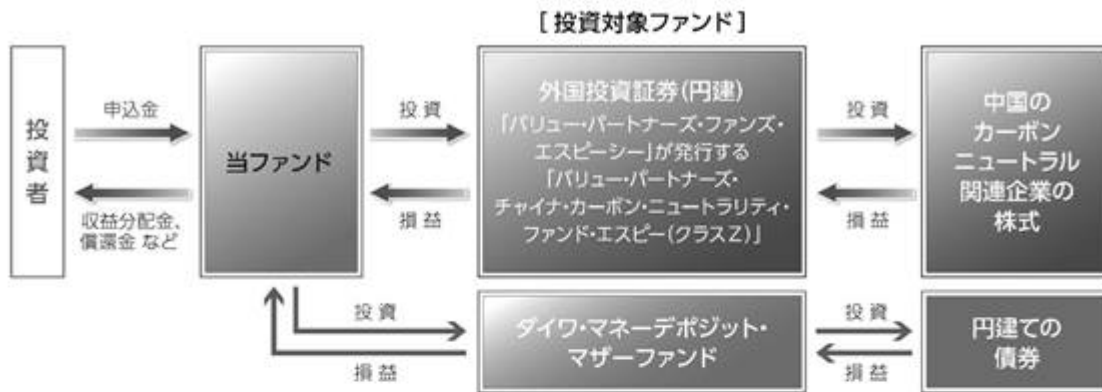 [投資対象ファンド]
投資者
申込金
収益分配金、
償還金 など
当ファンド
投資
損益
外国投資証券(円建)
「バリュー・パートナーズ・ファンズ・
エスピーシー」が発行する
「バリュー・パートナーズ・
チャイナ・カーボン・ニュートラリティ・
ファンド・エスピー(クラスZ)」
投資
損益
中国の
カーボン
ニュートラル
関連企業の
株式
投資
損益
ダイワ・マネーデポジット・
マザーファンド
投資
損益
円建ての
債券